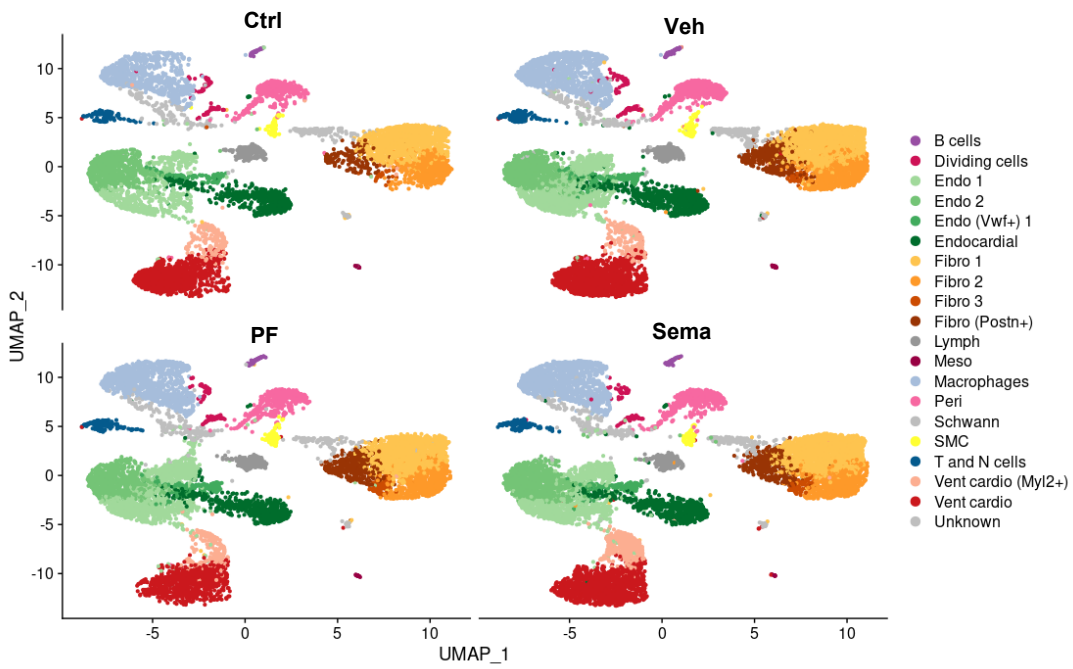 Ctrl
Veh
10
5
0
-5
-10
PF
Sema
10
5
0
-5
-10
UMAP_2
-5
0
5
10
-5
0
5
10
UMAP_1
B cells
Dividing cells
Endo 1
Endo 2
Endo (Vwf+) 1
Endocardial
Fibro 1
Fibro 2
Fibro 3
Fibro (Postn+)
Lymph
Meso
Macrophages
Peri
Schwann
SMC
T and N cells
Vent cardio (Myl2+)
Vent cardio
Unknown